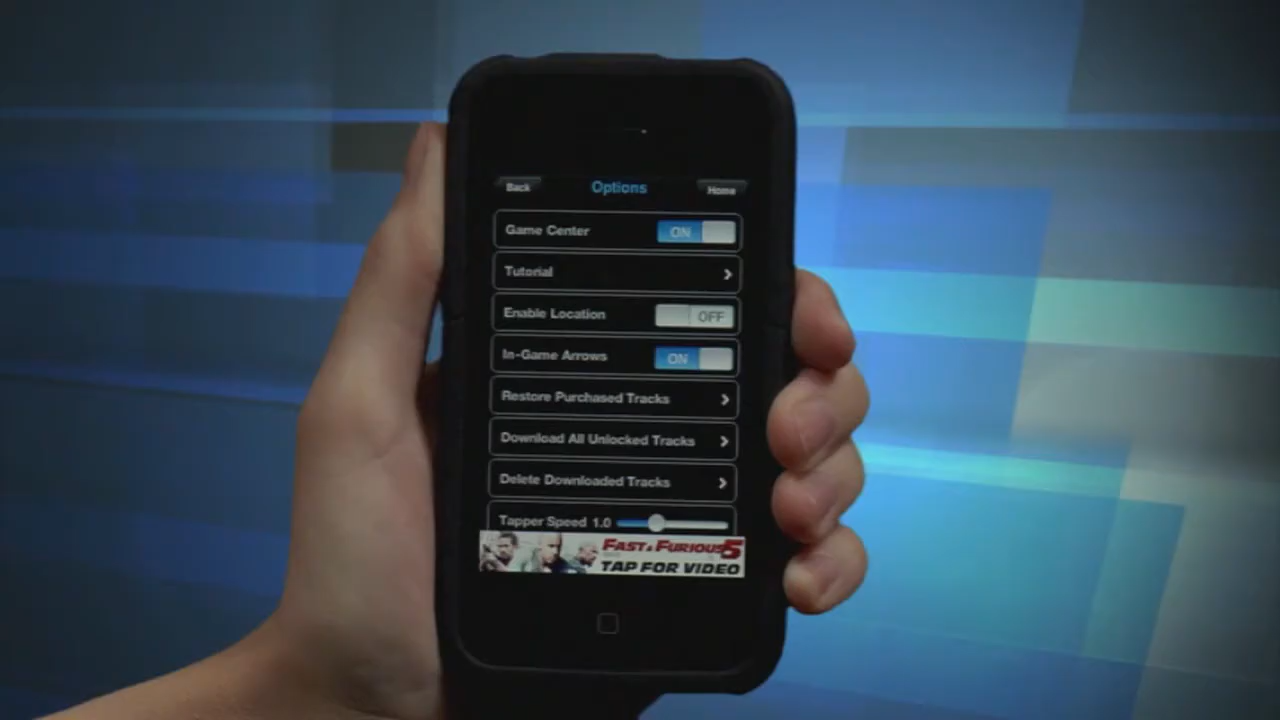 Back Options Home
Game Center ON
Tutorial
Enable Location OFF
In-Game Arrows ON
Restore Purchased Tracks
Download All Unlocked Tracks
Delete Downloaded Tracks
Tapper Speed 1.0
FAST & FURIOUS 5
TAP FOR VIDEO